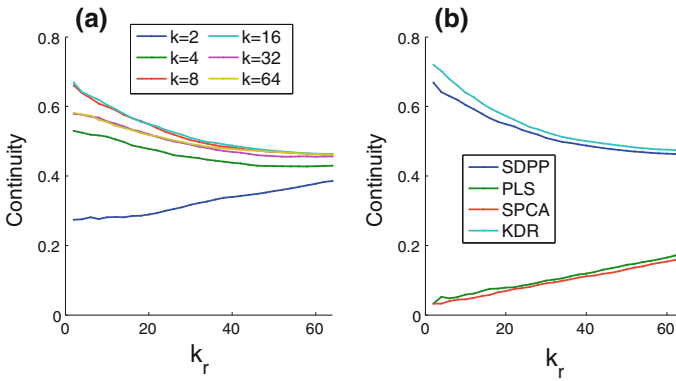 (a)
k=2 k=16
k=4 k=32
k=8 k=64
Continuity
0.8
0.6
0.4
0.2
0
0 20 40 60
k_r
(b)
SDPP
PLS
SPCA
KDR
Continuity
0.8
0.6
0.4
0.2
0
0 20 40 60
k_r